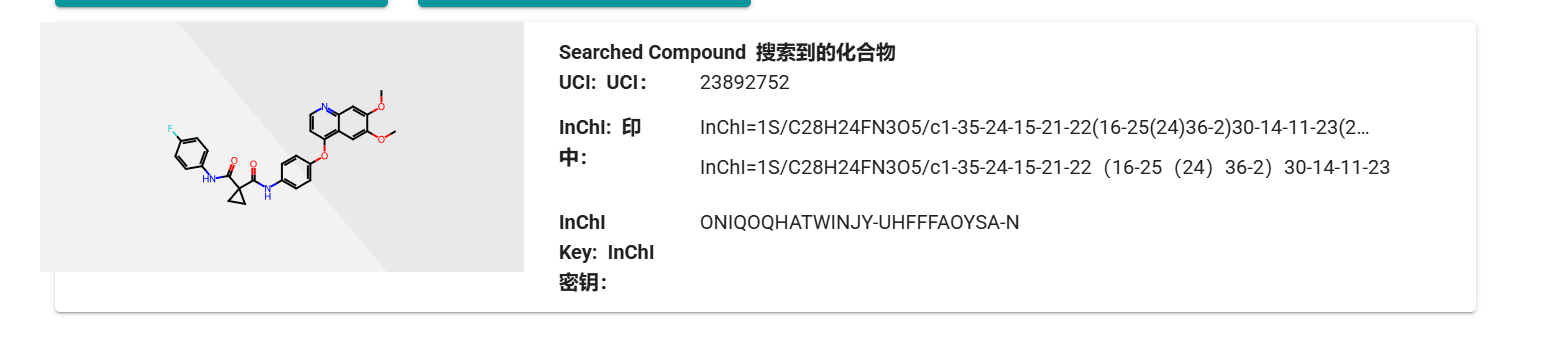 Searched Compound 搜索到的化合物
UCI: UCI： 23892752
InChI: 印中： InChI=1S/C28H24FN3O5/c1-35-24-15-21-22(16-25(24)36-2)30-14-11-23(2...
InChI=1S/C28H24FN3O5/c1-35-24-15-21-22（16-25（24）36-2）30-14-11-23
InChI Key: InChI 密钥： ONIQOQHATWINJY-UHFFFAOYSA-N
F
HN
O
O
N
H
O
N
O
O